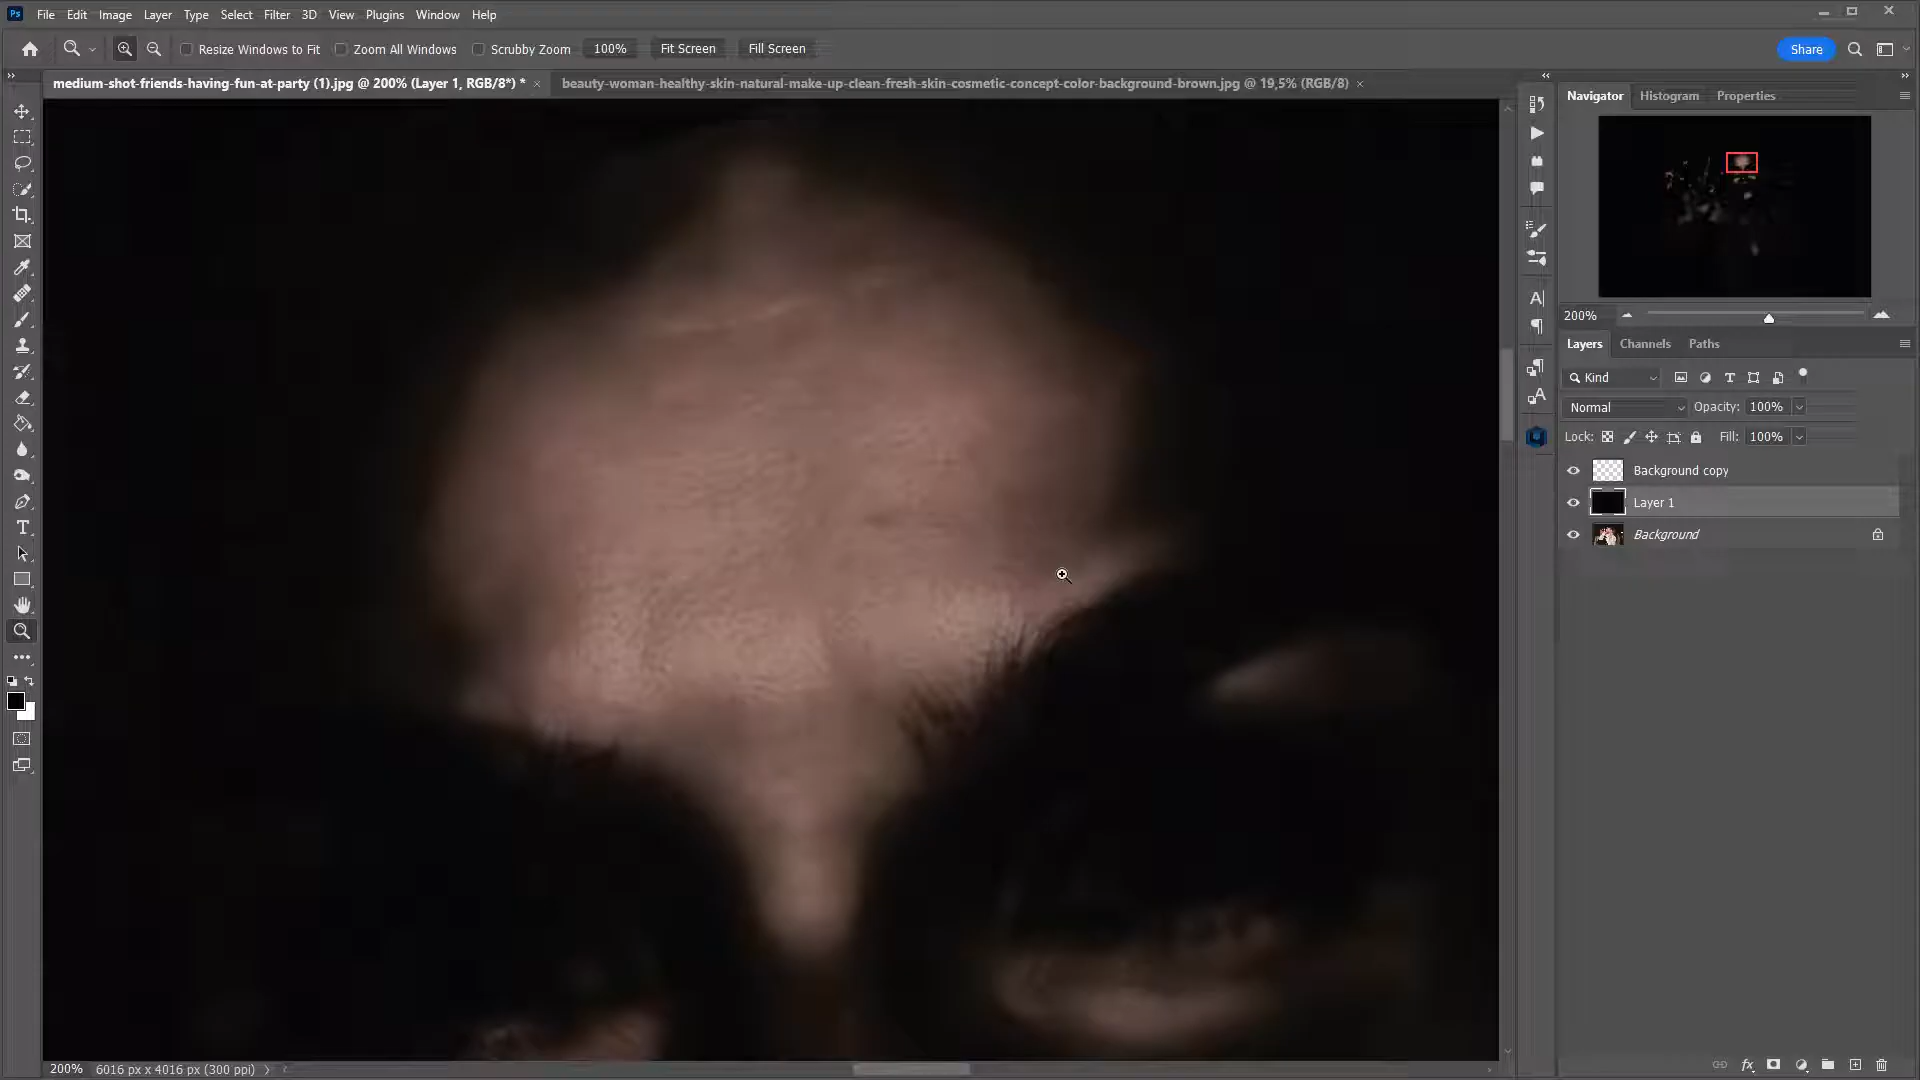 Ps File Edit Image Layer Type Select Filter 3D View Plugins Window Help
Resize Windows to Fit Zoom All Windows Scrubby Zoom 100% Fit Screen Fill Screen Share
medium-shot-friends-having-fun-at-party (1).jpg @ 200% (Layer 1, RGB/8*) * × beauty-woman-healthy-skin-natural-make-up-clean-fresh-skin-cosmetic-concept-color-background-brown.jpg @ 19,5% (RGB/8) ×
Navigator Histogram Properties
200%
Layers Channels Paths
Kind
Normal Opacity: 100%
Lock: Fill: 100%
Background copy
Layer 1
Background
200% 6016 px x 4016 px (300 ppi)